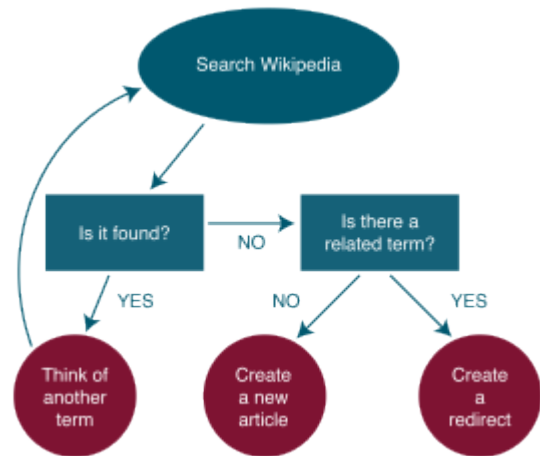 Search Wikipedia
Is it found?
NO
Is there a
related term?
YES
NO
YES
Think of
another
term
Create
a new
article
Create
a
redirect